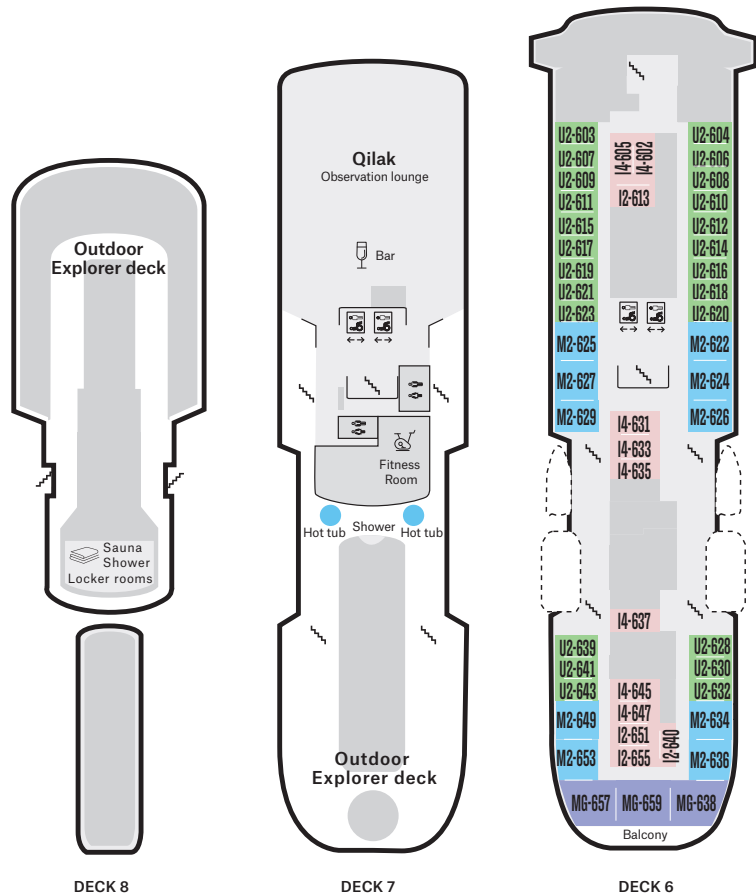 Outdoor
Explorer deck
Sauna
Shower
Locker rooms
DECK 8
Qilak
Observation lounge
Bar
Fitness
Room
Hot tub
Shower
Hot tub
Outdoor
Explorer deck
DECK 7
U2-603
U2-607
U2-609
U2-611
U2-615
U2-617
U2-619
U2-621
U2-623
M2-625
M2-627
M2-629
I4-605
I4-602
I2-613
U2-604
U2-606
U2-608
U2-610
U2-612
U2-614
U2-616
U2-618
U2-620
M2-622
M2-624
M2-626
I4-631
I4-633
I4-635
I4-637
U2-639
U2-641
U2-643
M2-649
M2-653
I4-645
I4-647
I2-651
I2-655
I2-640
U2-628
U2-630
U2-632
M2-634
M2-636
MG-657
MG-659
MG-638
Balcony
DECK 6